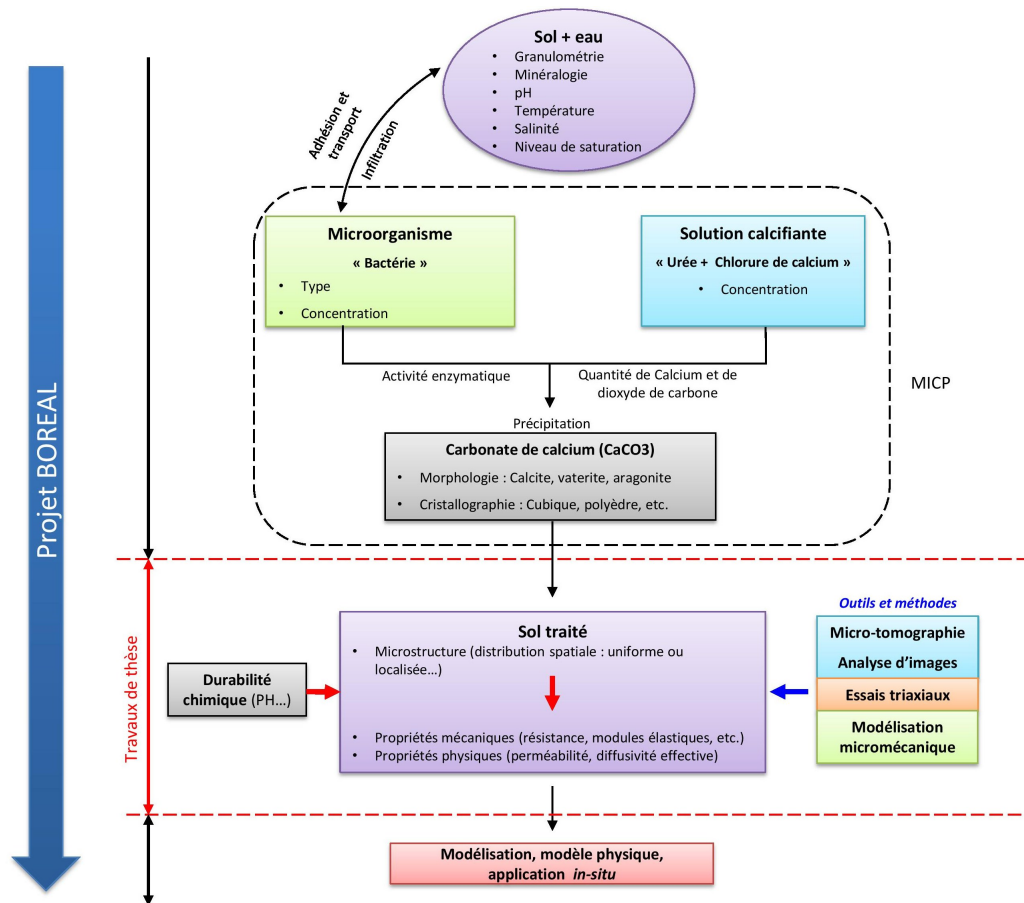 Projet BOREAL
Sol + eau
• Granulométrie
• Minéralogie
• pH
• Température
• Salinité
• Niveau de saturation
Adhésion et
transport
Infiltration
Microorganisme
« Bactérie »
• Type
• Concentration
Solution calcifiante
« Urée + Chlorure de calcium »
• Concentration
Activité enzymatique
Quantité de Calcium et de
dioxyde de carbone
MICP
Précipitation
Carbonate de calcium (CaCO3)
• Morphologie : Calcite, vaterite, aragonite
• Cristallographie : Cubique, polyèdre, etc.
Travaux de thèse
Durabilité
chimique (PH...)
Sol traité
• Microstructure (distribution spatiale : uniforme ou
localisée...)
• Propriétés mécaniques (résistance, modules élastiques, etc.)
• Propriétés physiques (perméabilité, diffusivité effective)
Outils et méthodes
Micro-tomographie
Analyse d'images
Essais triaxiaux
Modélisation
micromécanique
Modélisation, modèle physique,
application in-situ